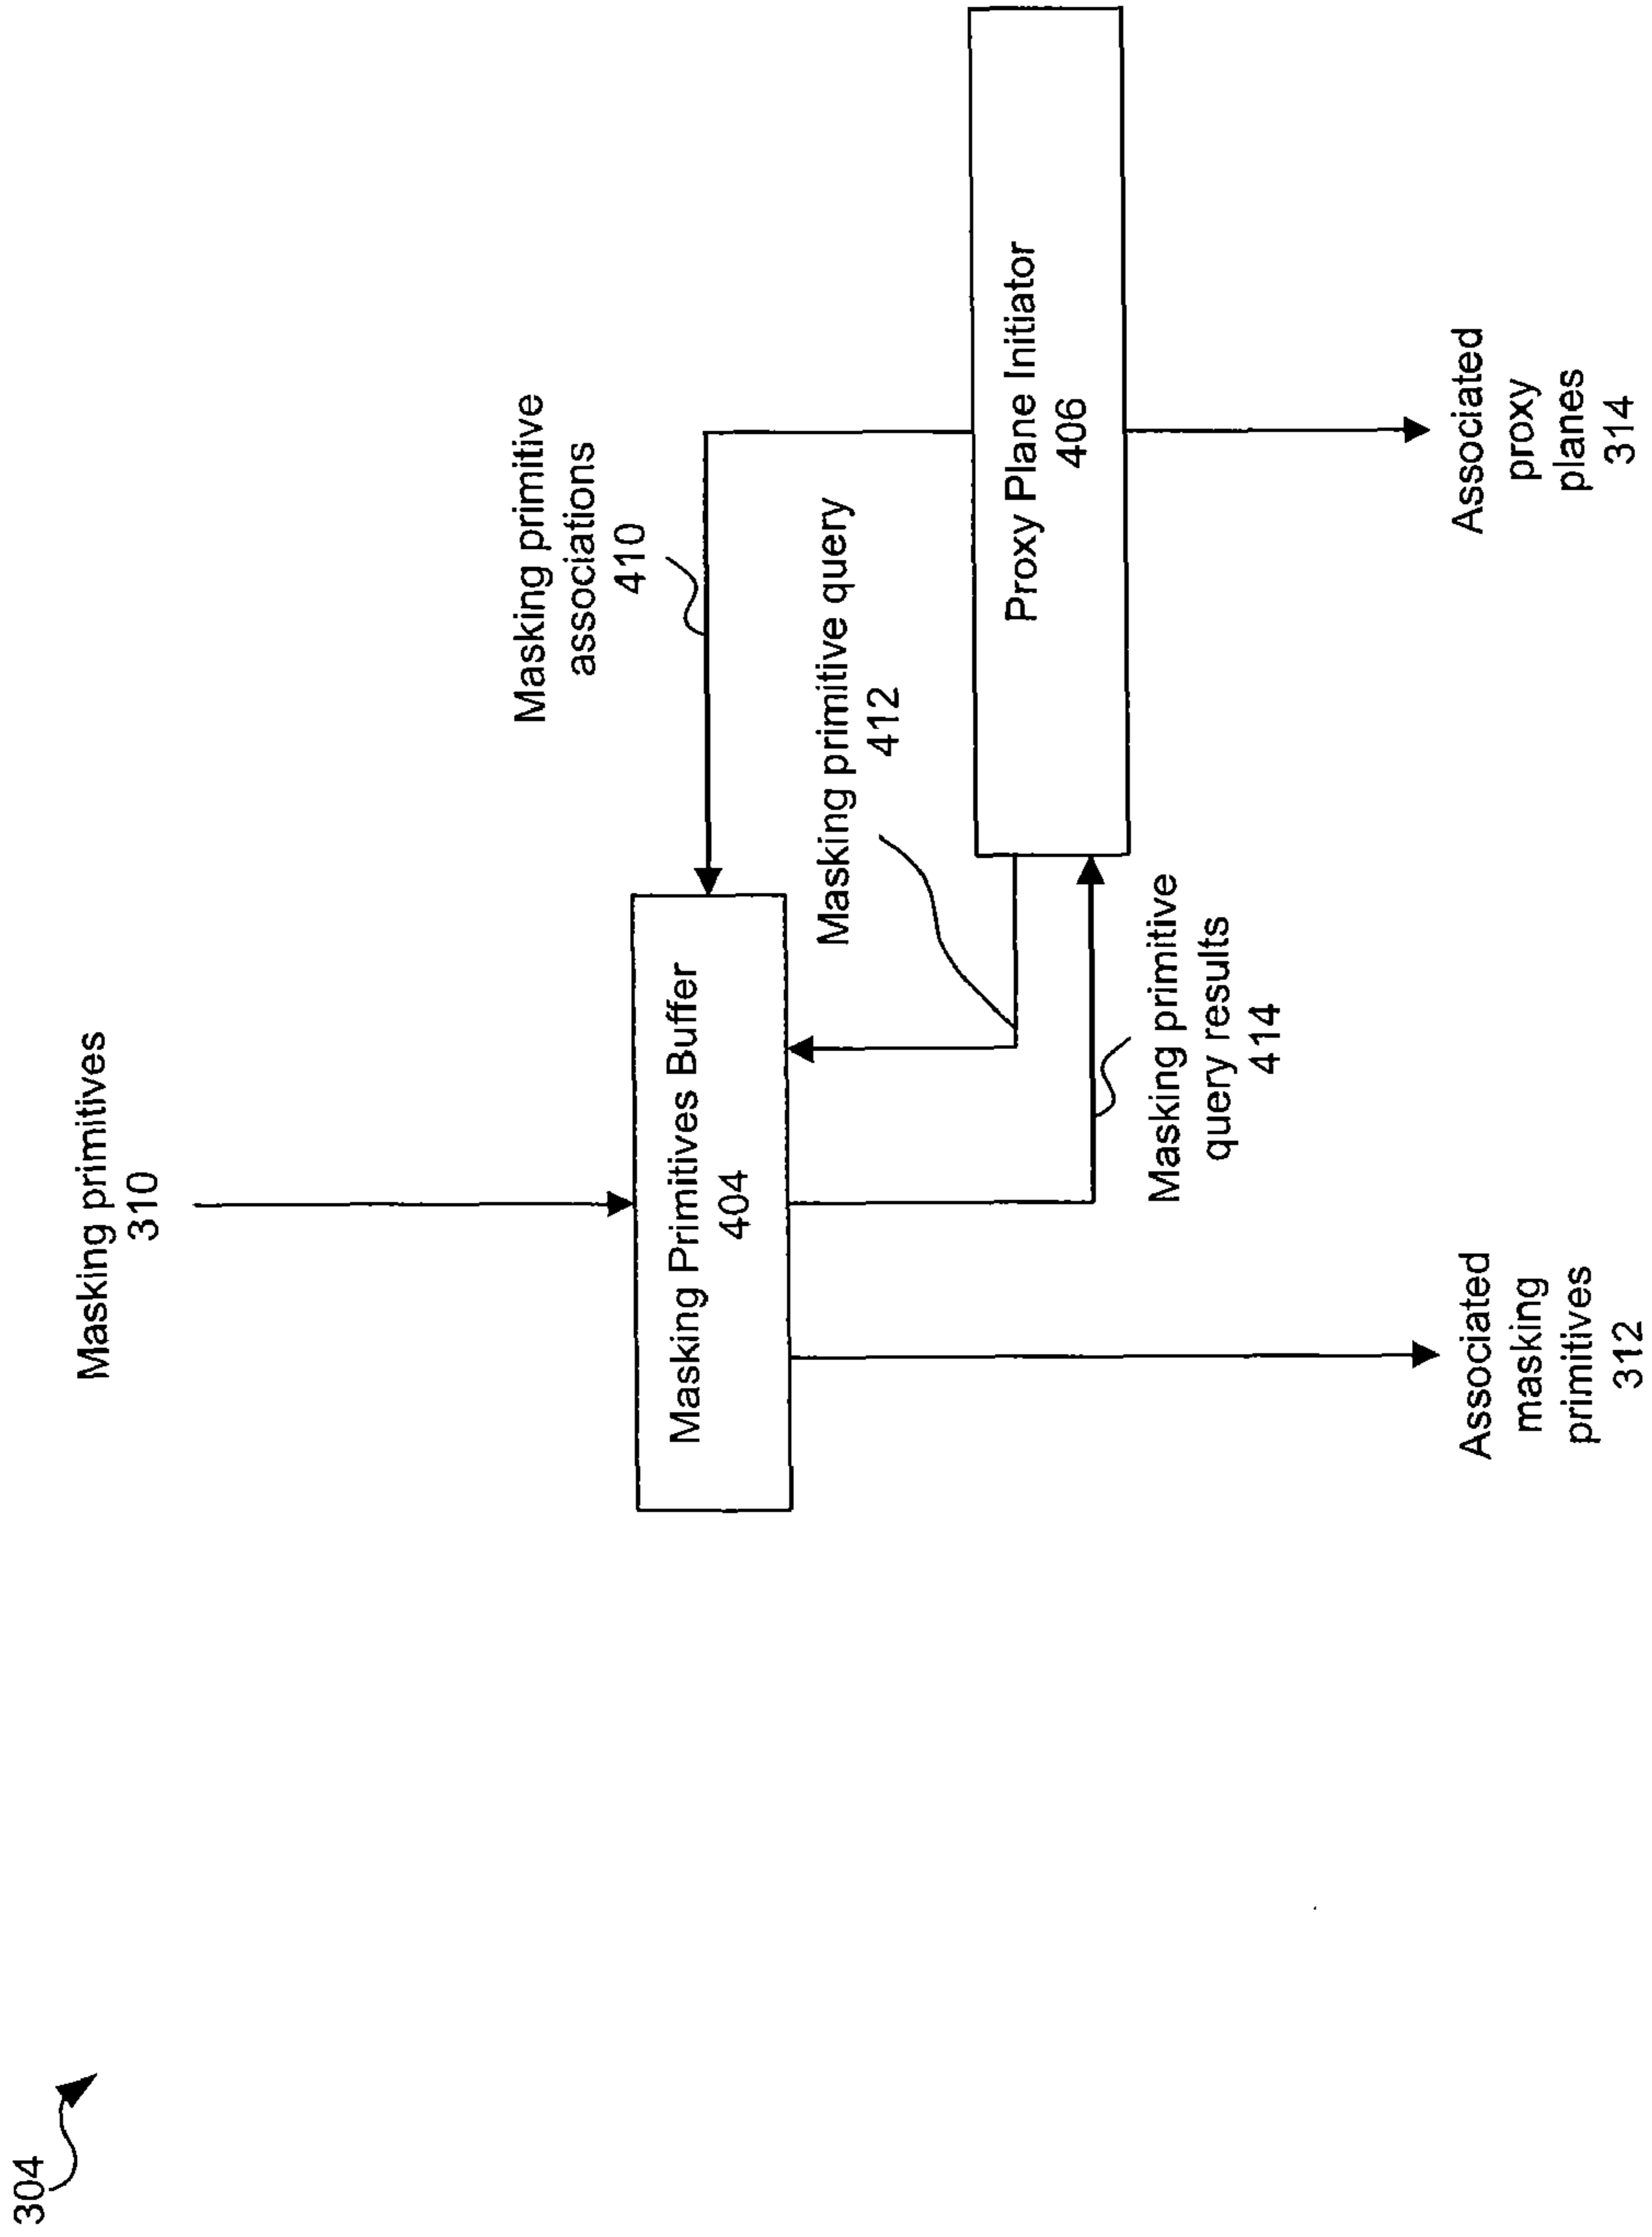 304
Masking primitives
310
Masking primitive
associations
410
Masking Primitives Buffer
404
Masking primitive query
412
Proxy Plane Initiator
406
Masking primitive
query results
414
Associated
masking
primitives
312
Associated
proxy
planes
314